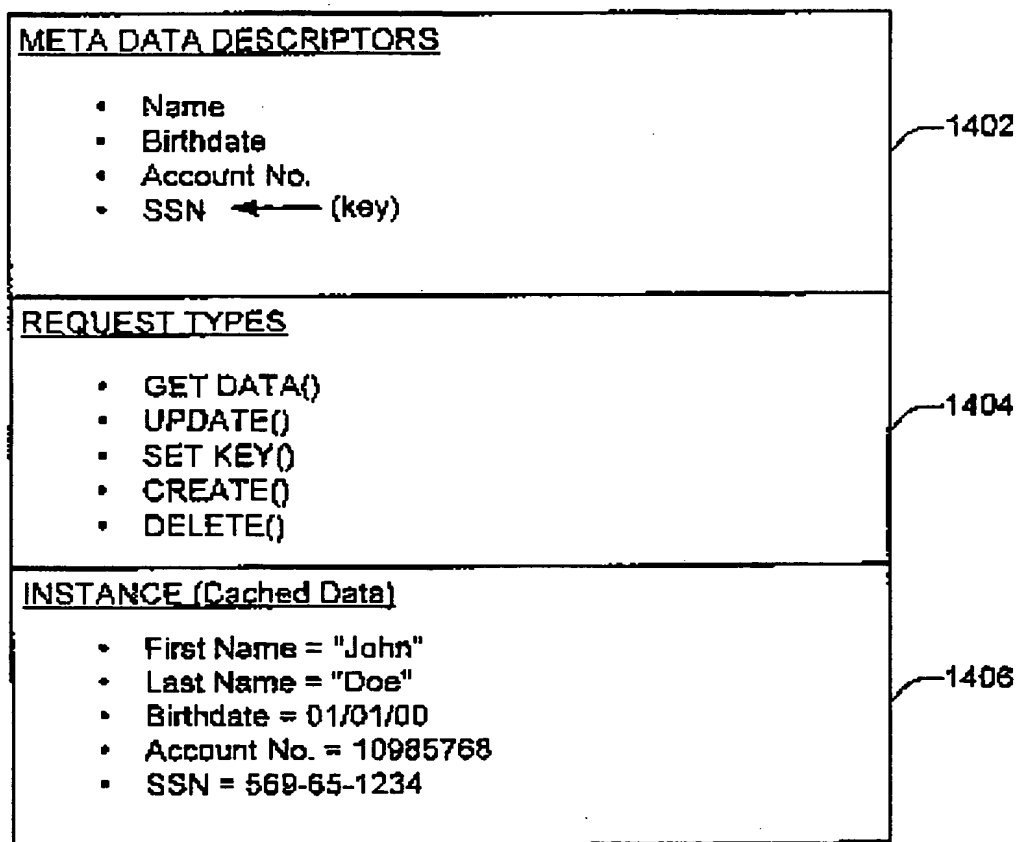 META DATA DESCRIPTORS
• Name
• Birthdate
• Account No.
• SSN (key)
1402
REQUEST TYPES
• GET DATA()
• UPDATE()
• SET KEY()
• CREATE()
• DELETE()
1404
INSTANCE (Cached Data)
• First Name = "John"
• Last Name = "Doe"
• Birthdate = 01/01/00
• Account No. = 10985768
• SSN = 569-65-1234
1406